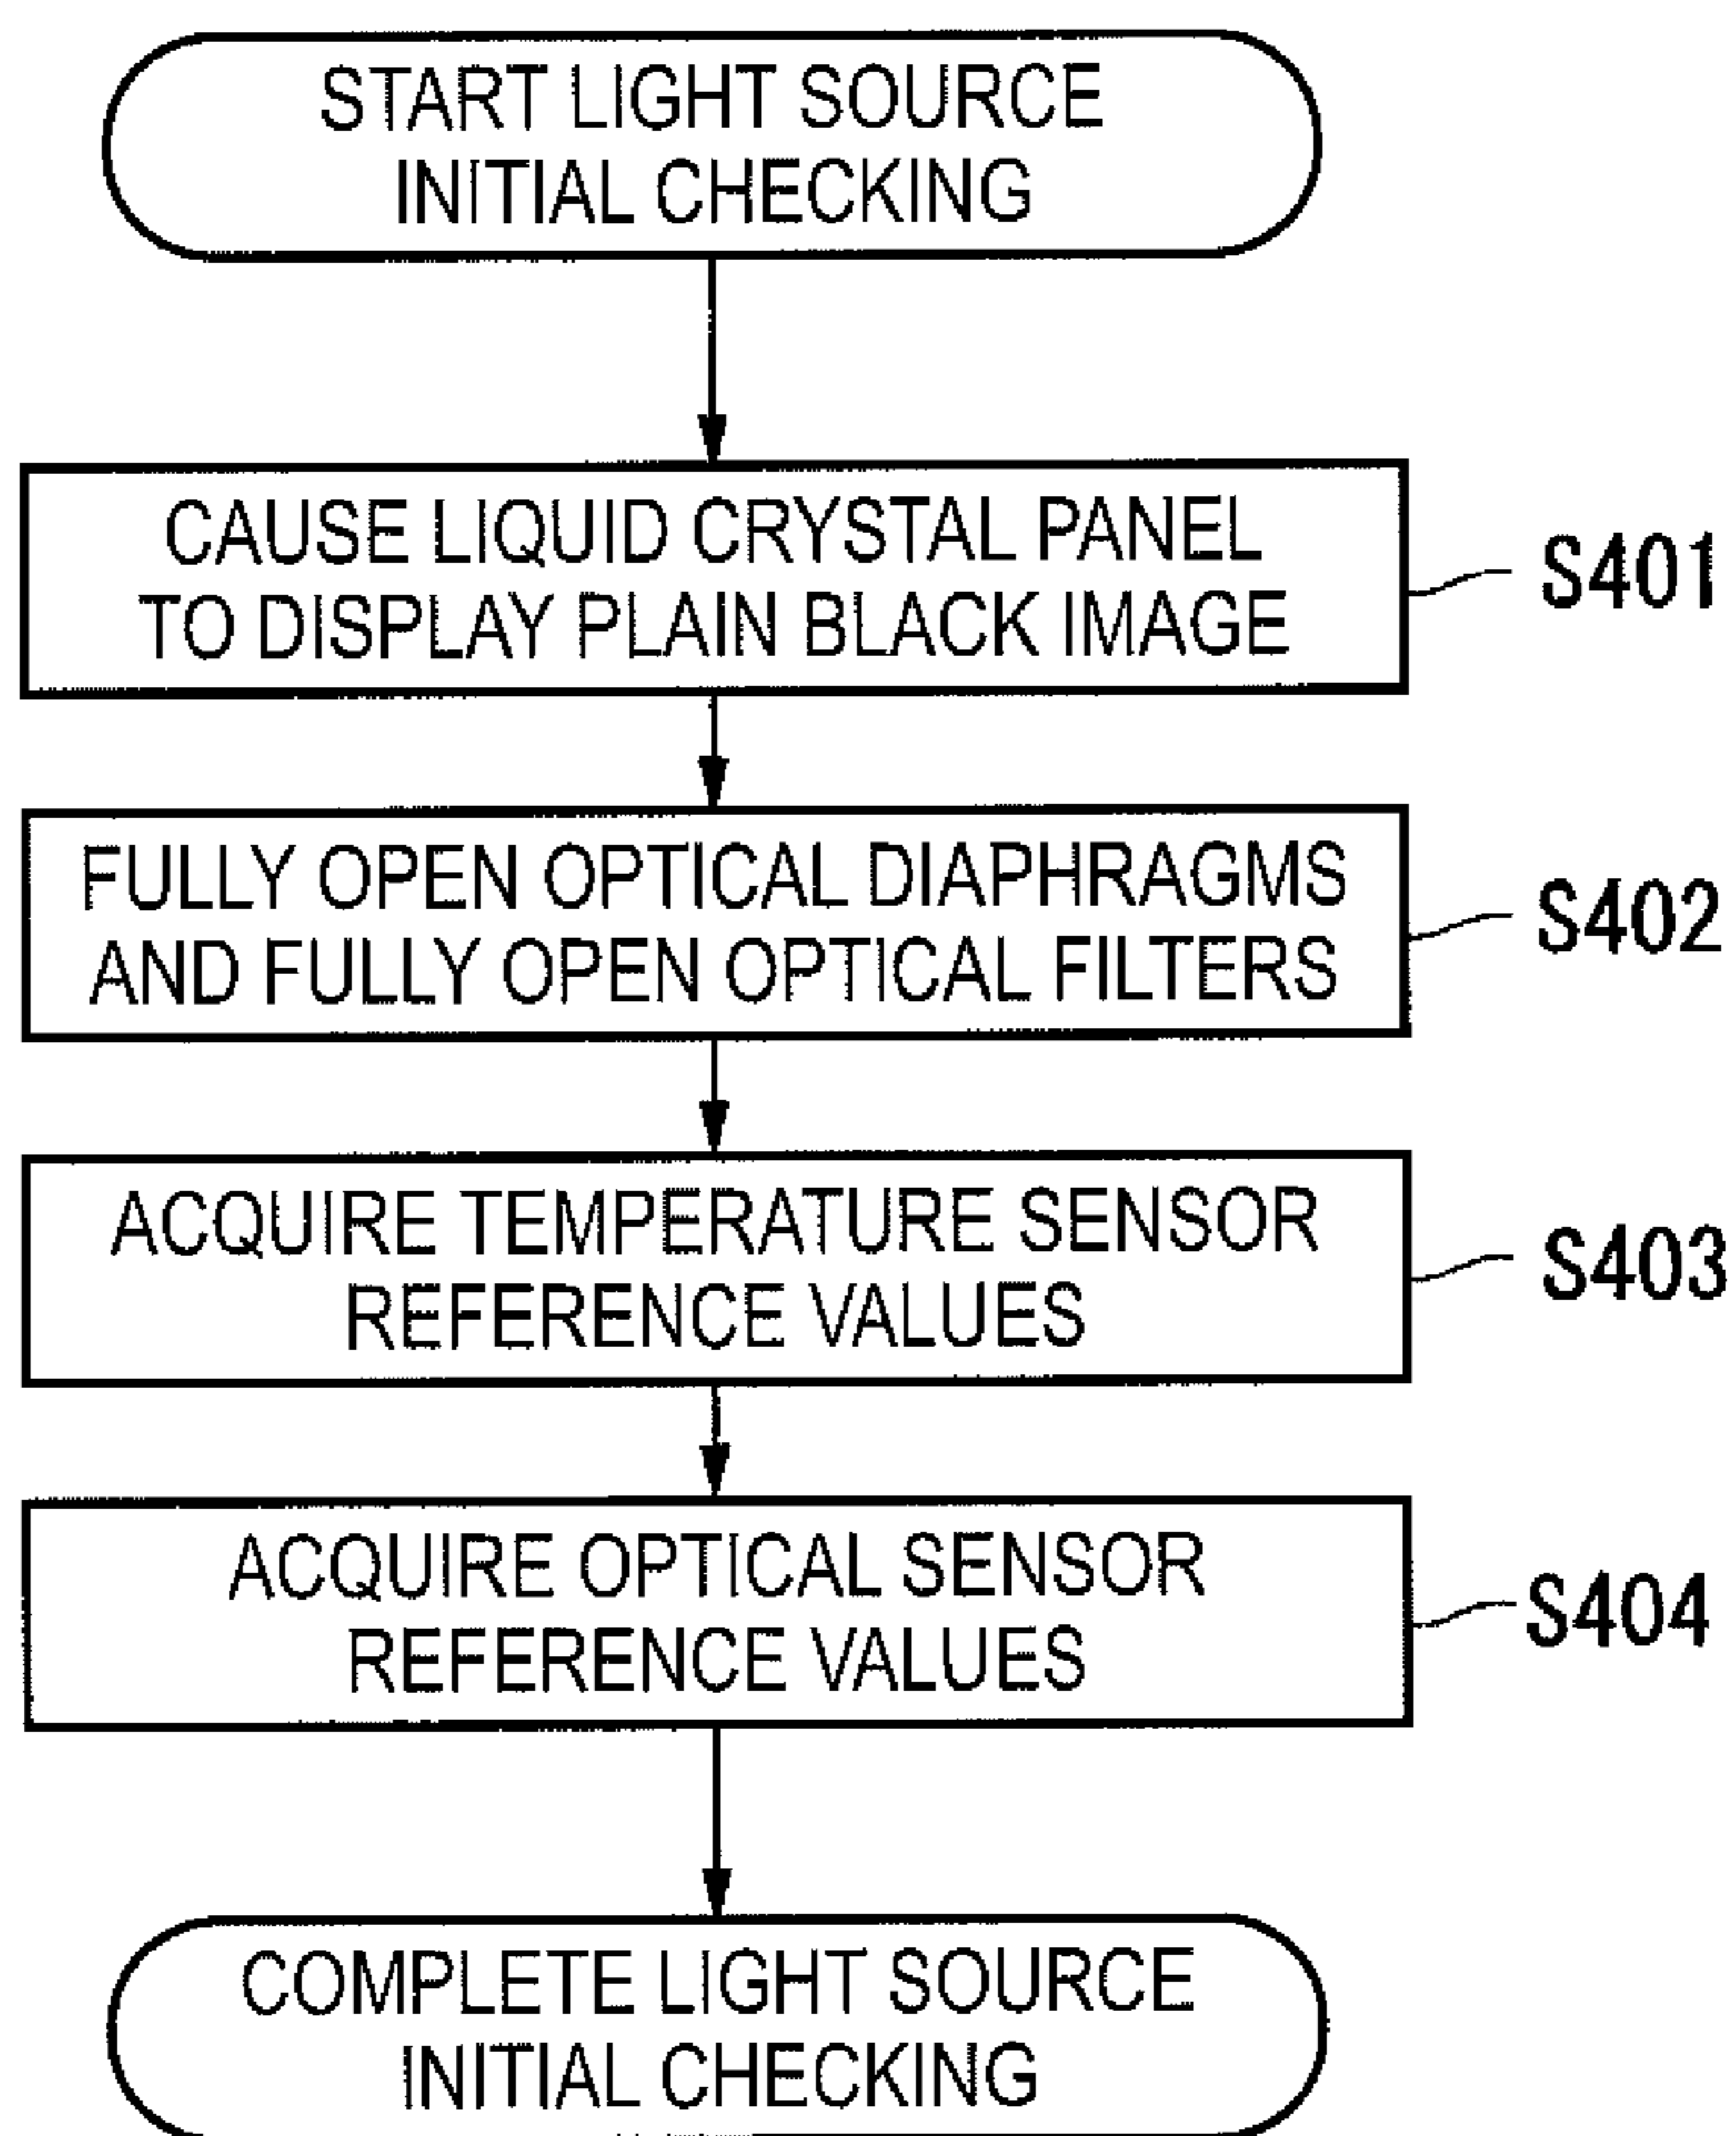 START LIGHT SOURCE
INITIAL CHECKING
CAUSE LIQUID CRYSTAL PANEL
TO DISPLAY PLAIN BLACK IMAGE
S401
FULLY OPEN OPTICAL DIAPHRAGMS
AND FULLY OPEN OPTICAL FILTERS
S402
ACQUIRE TEMPERATURE SENSOR
REFERENCE VALUES
S403
ACQUIRE OPTICAL SENSOR
REFERENCE VALUES
S404
COMPLETE LIGHT SOURCE
INITIAL CHECKING